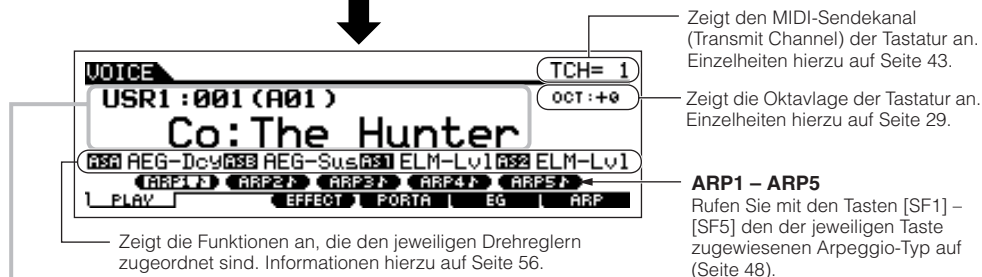 Zeigt den MIDI-Sendekanal
(Transmit Channel) der Tastatur an.
Einzelheiten hierzu auf Seite 43.
VOICE
TCH= 1
USR1:001(A01)
OCT:+0
Zeigt die Oktavlage der Tastatur an.
Einzelheiten hierzu auf Seite 29.
Co:The Hunter
ASA AEG-Dcy ASB AEG-Sus AS1 ELM-Lvl AS2 ELM-Lvl
ARP1♪ ARP2♪ ARP3♪ ARP4♪ ARP5♪
ARP1 – ARP5
PLAY EFFECT PORTA EG ARP
Rufen Sie mit den Tasten [SF1] –
[SF5] den der jeweiligen Taste
zugewiesenen Arpeggio-Typ auf
(Seite 48).
Zeigt die Funktionen an, die den jeweiligen Drehreglern
zugeordnet sind. Informationen hierzu auf Seite 56.